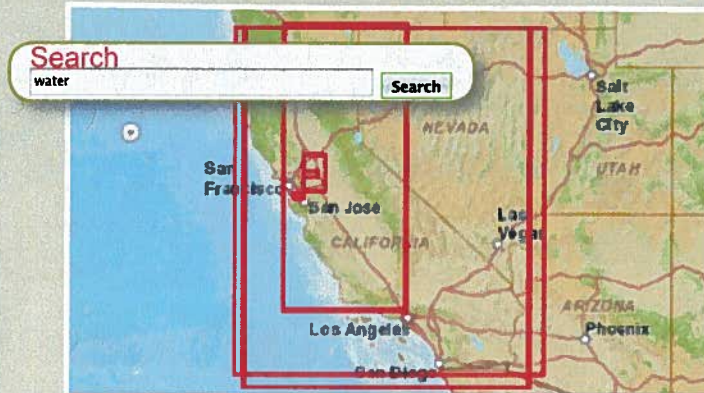 Search
water
Search
Salt
Lake
City
NEVADA
UTAH
San
Francisco
San Jose
CALIFORNIA
Las
Vegas
ARIZONA
Los Angeles
Phoenix
San Diego